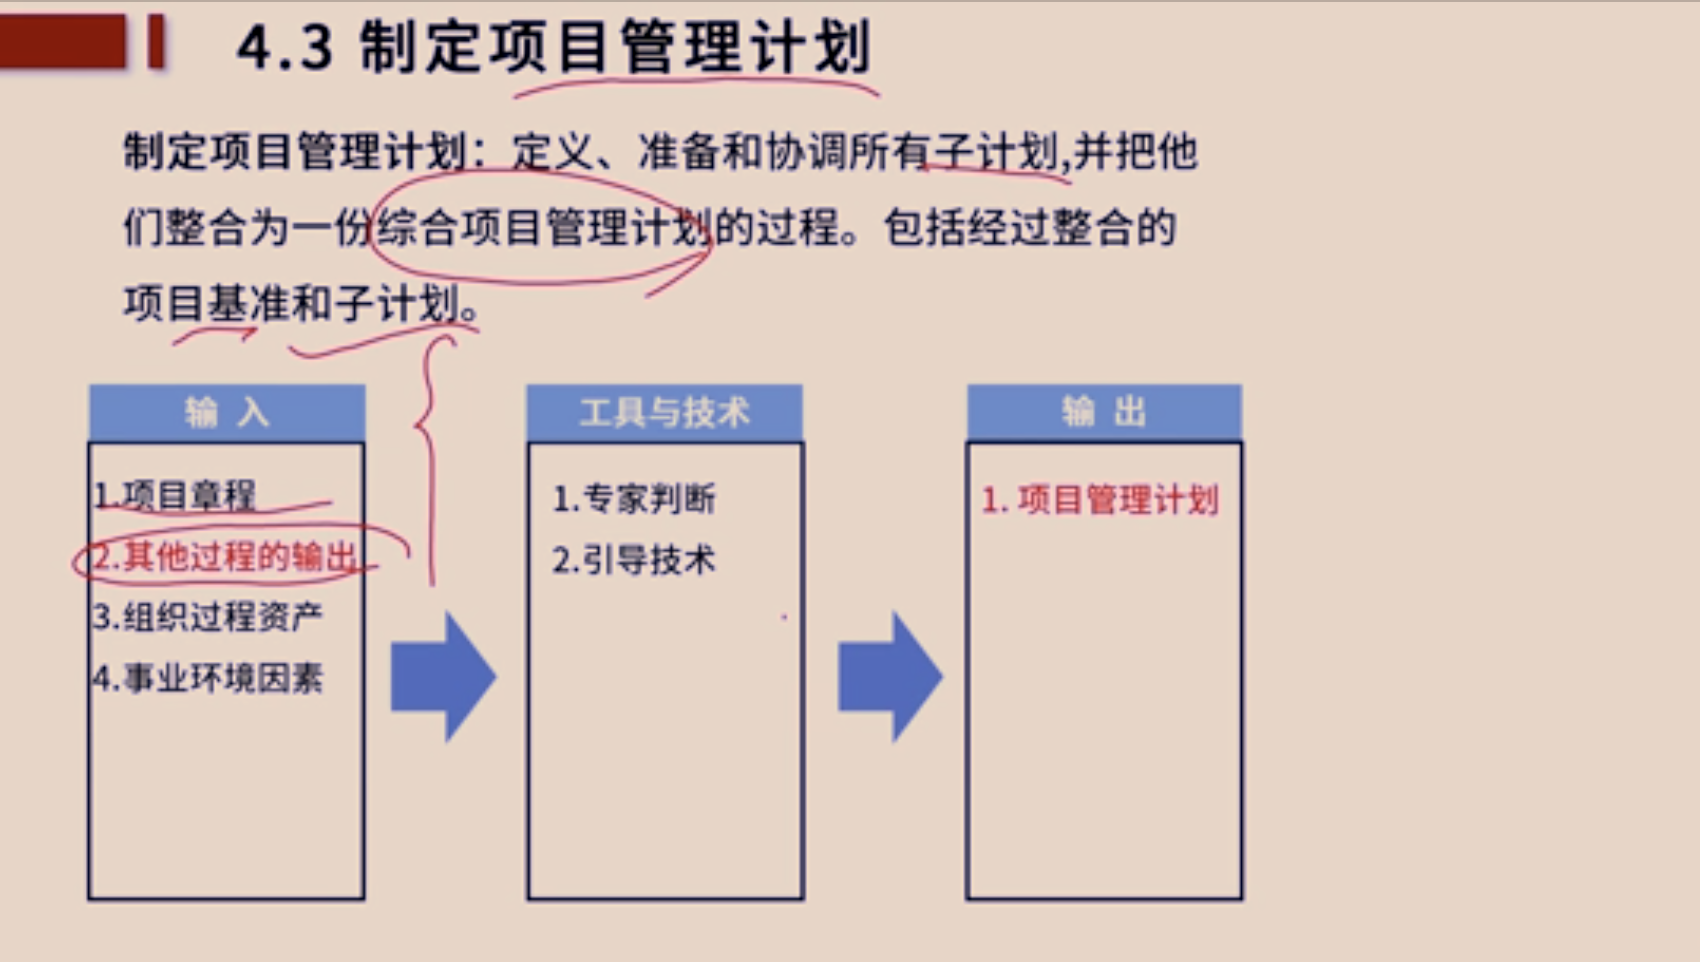 4.3 制定项目管理计划
制定项目管理计划：定义、准备和协调所有子计划,并把他
们整合为一份综合项目管理计划的过程。包括经过整合的
项目基准和子计划。
输 入
1.项目章程
2.其他过程的输出
3.组织过程资产
4.事业环境因素
工具与技术
1.专家判断
2.引导技术
输 出
1. 项目管理计划